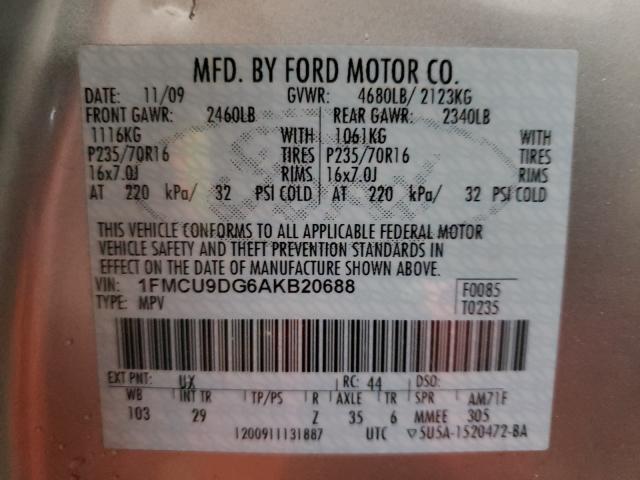 MFD. BY FORD MOTOR CO.
DATE: 11/09 GVWR: 4680LB/ 2123KG
FRONT GAWR: 2460LB REAR GAWR: 2340LB
1116KG WITH 1061KG WITH
P235/70R16 TIRES P235/70R16 TIRES
16x7.0J RIMS 16x7.0J RIMS
AT 220 kPa/ 32 PSI COLD AT 220 kPa/ 32 PSI COLD
THIS VEHICLE CONFORMS TO ALL APPLICABLE FEDERAL MOTOR
VEHICLE SAFETY AND THEFT PREVENTION STANDARDS IN
EFFECT ON THE DATE OF MANUFACTURE SHOWN ABOVE.
VIN: 1FMCU9DG6AKB20688 F0085
TYPE: MPV T0235
EXT PNT: UX RC: 44 DSO:
WB INT TR TP/PS R AXLE TR SPR AM71F
103 29 Z 35 6 MMEE 305
1200911131887 UTC ▽5U5A-1520472-BA